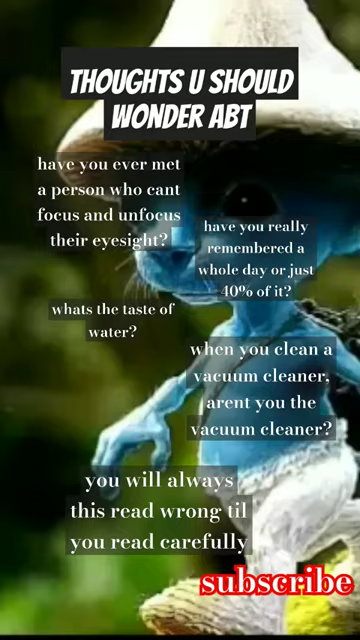 THOUGHTS U SHOULD
WONDER ABT
have you ever met
a person who cant
focus and unfocus
their eyesight?
have you really
remembered a
whole day or just
40% of it?
whats the taste of
water?
when you clean a
vacuum cleaner,
arent you the
vacuum cleaner?
you will always
this read wrong til
you read carefully
subscribe